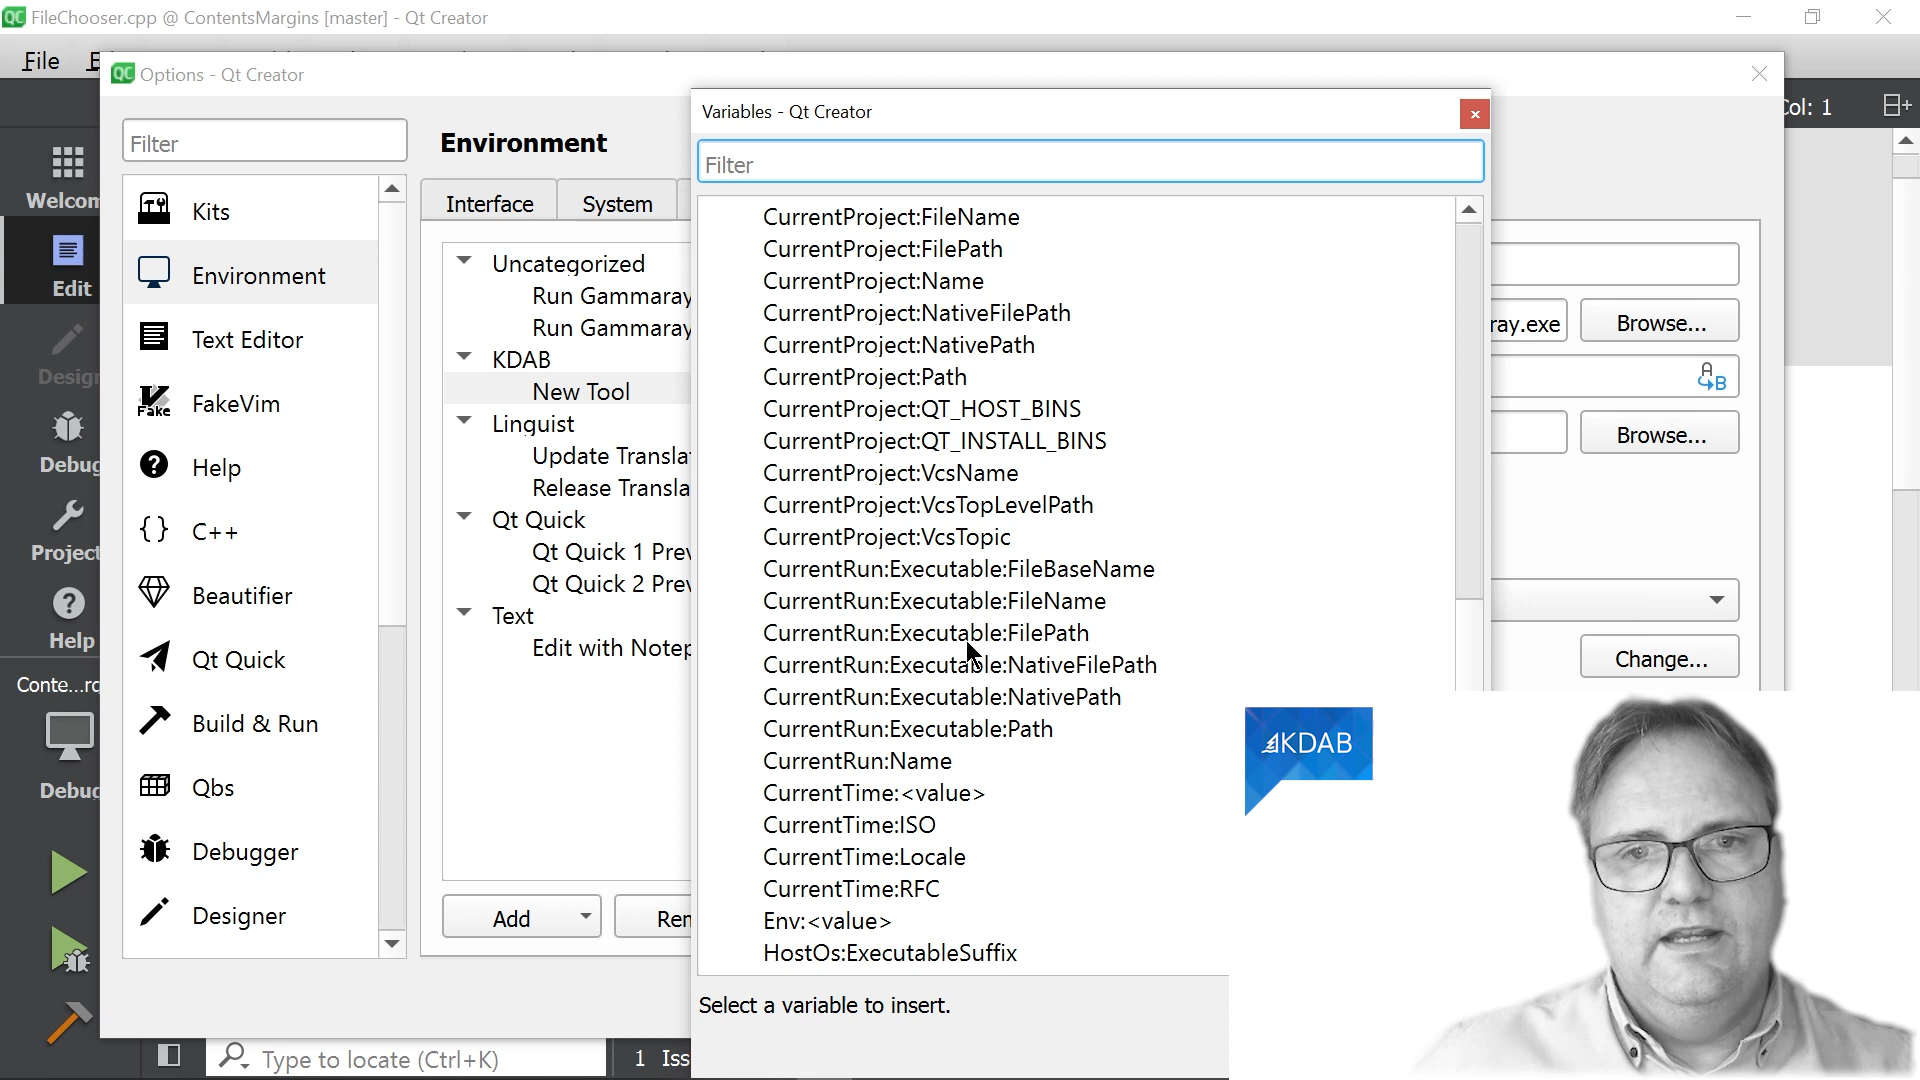 FileChooser.cpp @ ContentsMargins [master] - Qt Creator
File
Options - Qt Creator
Col: 1
Variables - Qt Creator
Filter
Environment
Filter
Interface
System
Kits
Environment
Text Editor
FakeVim
Help
C++
Beautifier
Qt Quick
Build & Run
Qbs
Debugger
Designer
Welcom
Edit
Design
Debug
Project
Help
Conte...ro
Debug
Uncategorized
Run Gammaray
Run Gammaray
KDAB
New Tool
Linguist
Update Transla
Release Transla
Qt Quick
Qt Quick 1 Prev
Qt Quick 2 Prev
Text
Edit with Notep
Add
Rem
CurrentProject:FileName
CurrentProject:FilePath
CurrentProject:Name
CurrentProject:NativeFilePath
CurrentProject:NativePath
CurrentProject:Path
CurrentProject:QT_HOST_BINS
CurrentProject:QT_INSTALL_BINS
CurrentProject:VcsName
CurrentProject:VcsTopLevelPath
CurrentProject:VcsTopic
CurrentRun:Executable:FileBaseName
CurrentRun:Executable:FileName
CurrentRun:Executable:FilePath
CurrentRun:Executable:NativeFilePath
CurrentRun:Executable:NativePath
CurrentRun:Executable:Path
CurrentRun:Name
CurrentTime:<value>
CurrentTime:ISO
CurrentTime:Locale
CurrentTime:RFC
Env:<value>
HostOs:ExecutableSuffix
Select a variable to insert.
ray.exe
Browse...
Browse...
Change...
KDAB
Type to locate (Ctrl+K)
1 Iss